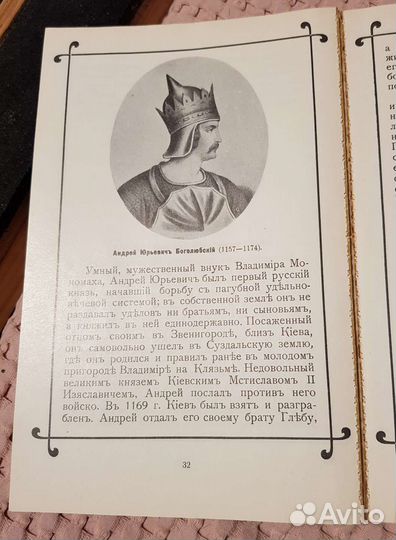 Андрей Юрьевичъ Боголюбскій (1157—1174).
Умный, мужественный внукъ Владиміра Мо-
номаха, Андрей Юрьевичъ былъ первый русскій
князь, начавшій борьбу съ пагубной удѣльно-
вѣчевой системой; въ собственной землѣ онъ не
раздавалъ удѣловъ ни братьямъ, ни сыновьямъ,
а княжилъ въ ней единодержавно. Посаженный
отцомъ своимъ въ Звенигородѣ, близъ Кіева,
онъ самовольно ушелъ въ Суздальскую землю,
гдѣ онъ родился и правилъ ранѣе въ молодомъ
пригородѣ Владимірѣ на Клязьмѣ. Недовольный
великимъ княземъ Кіевскимъ Мстиславомъ II
Изяславичемъ, Андрей послалъ противъ него
войско. Въ 1169 г. Кіевъ былъ взятъ и разгра-
бленъ. Андрей отдалъ его своему брату Глѣбу,
32
Avito